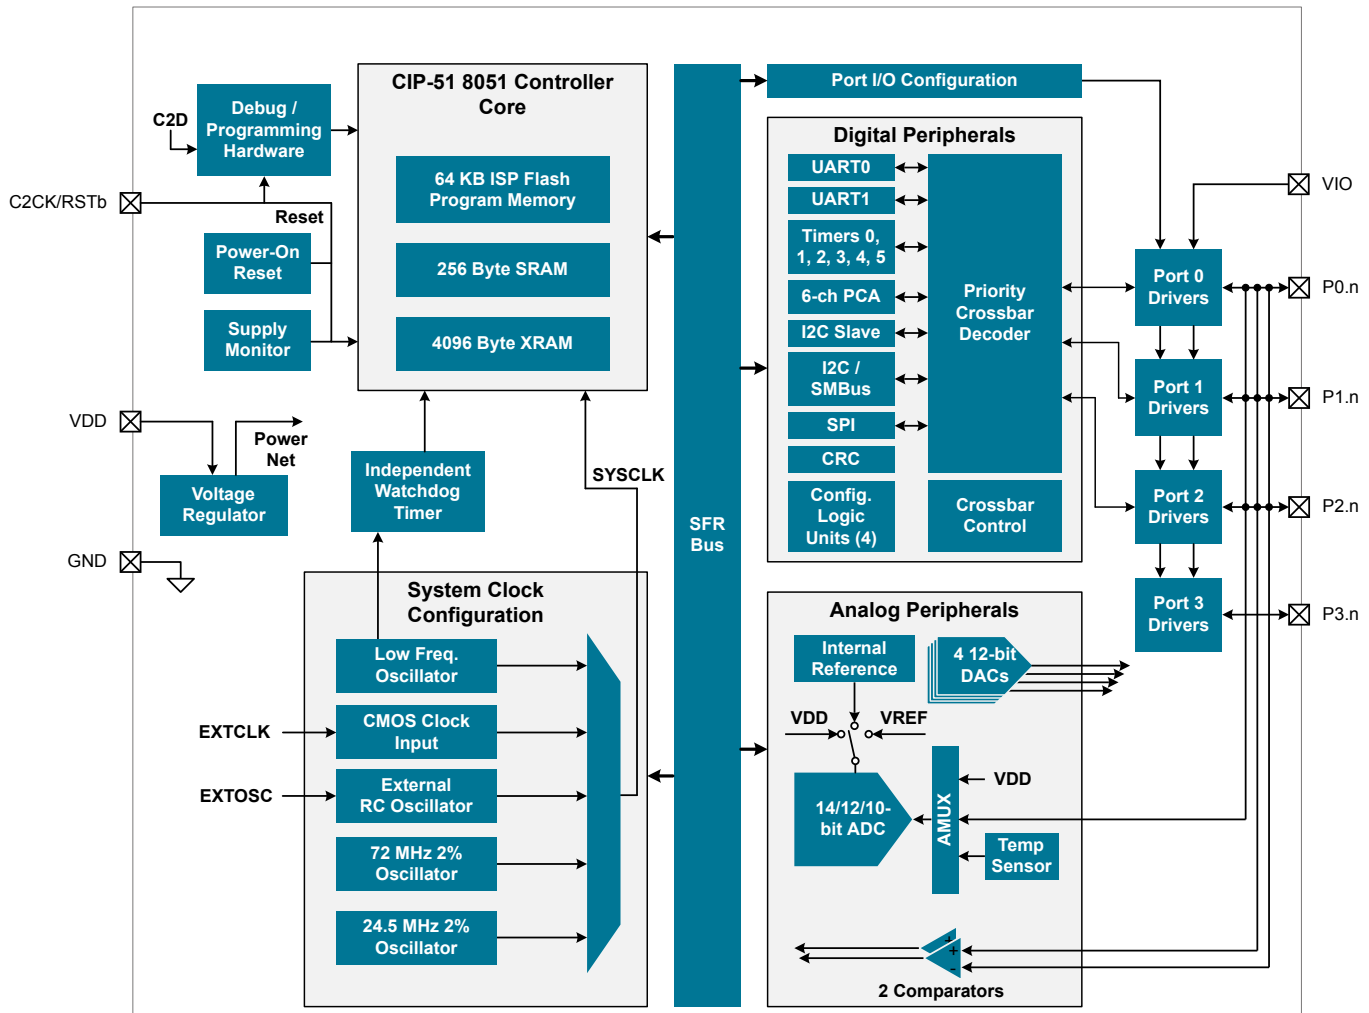 CIP-51 8051 Controller
Core
64 KB ISP Flash
Program Memory
256 Byte SRAM
4096 Byte XRAM
C2D
Debug /
Programming
Hardware
C2CK/RSTb
Reset
Power-On
Reset
Supply
Monitor
VDD
Power
Net
Voltage
Regulator
GND
Independent
Watchdog
Timer
SYSCLK
System Clock
Configuration
Low Freq.
Oscillator
EXTCLK
CMOS Clock
Input
EXTOSC
External
RC Oscillator
72 MHz 2%
Oscillator
24.5 MHz 2%
Oscillator
SFR
Bus
Port I/O Configuration
Digital Peripherals
UART0
UART1
Timers 0,
1, 2, 3, 4, 5
6-ch PCA
I2C Slave
I2C /
SMBus
SPI
CRC
Config.
Logic
Units (4)
Priority
Crossbar
Decoder
Crossbar
Control
Analog Peripherals
Internal
Reference
4 12-bit
DACs
VDD
VREF
14/12/10-
bit ADC
AMUX
VDD
Temp
Sensor
+
+
-
2 Comparators
Port 0
Drivers
Port 1
Drivers
Port 2
Drivers
Port 3
Drivers
VIO
P0.n
P1.n
P2.n
P3.n